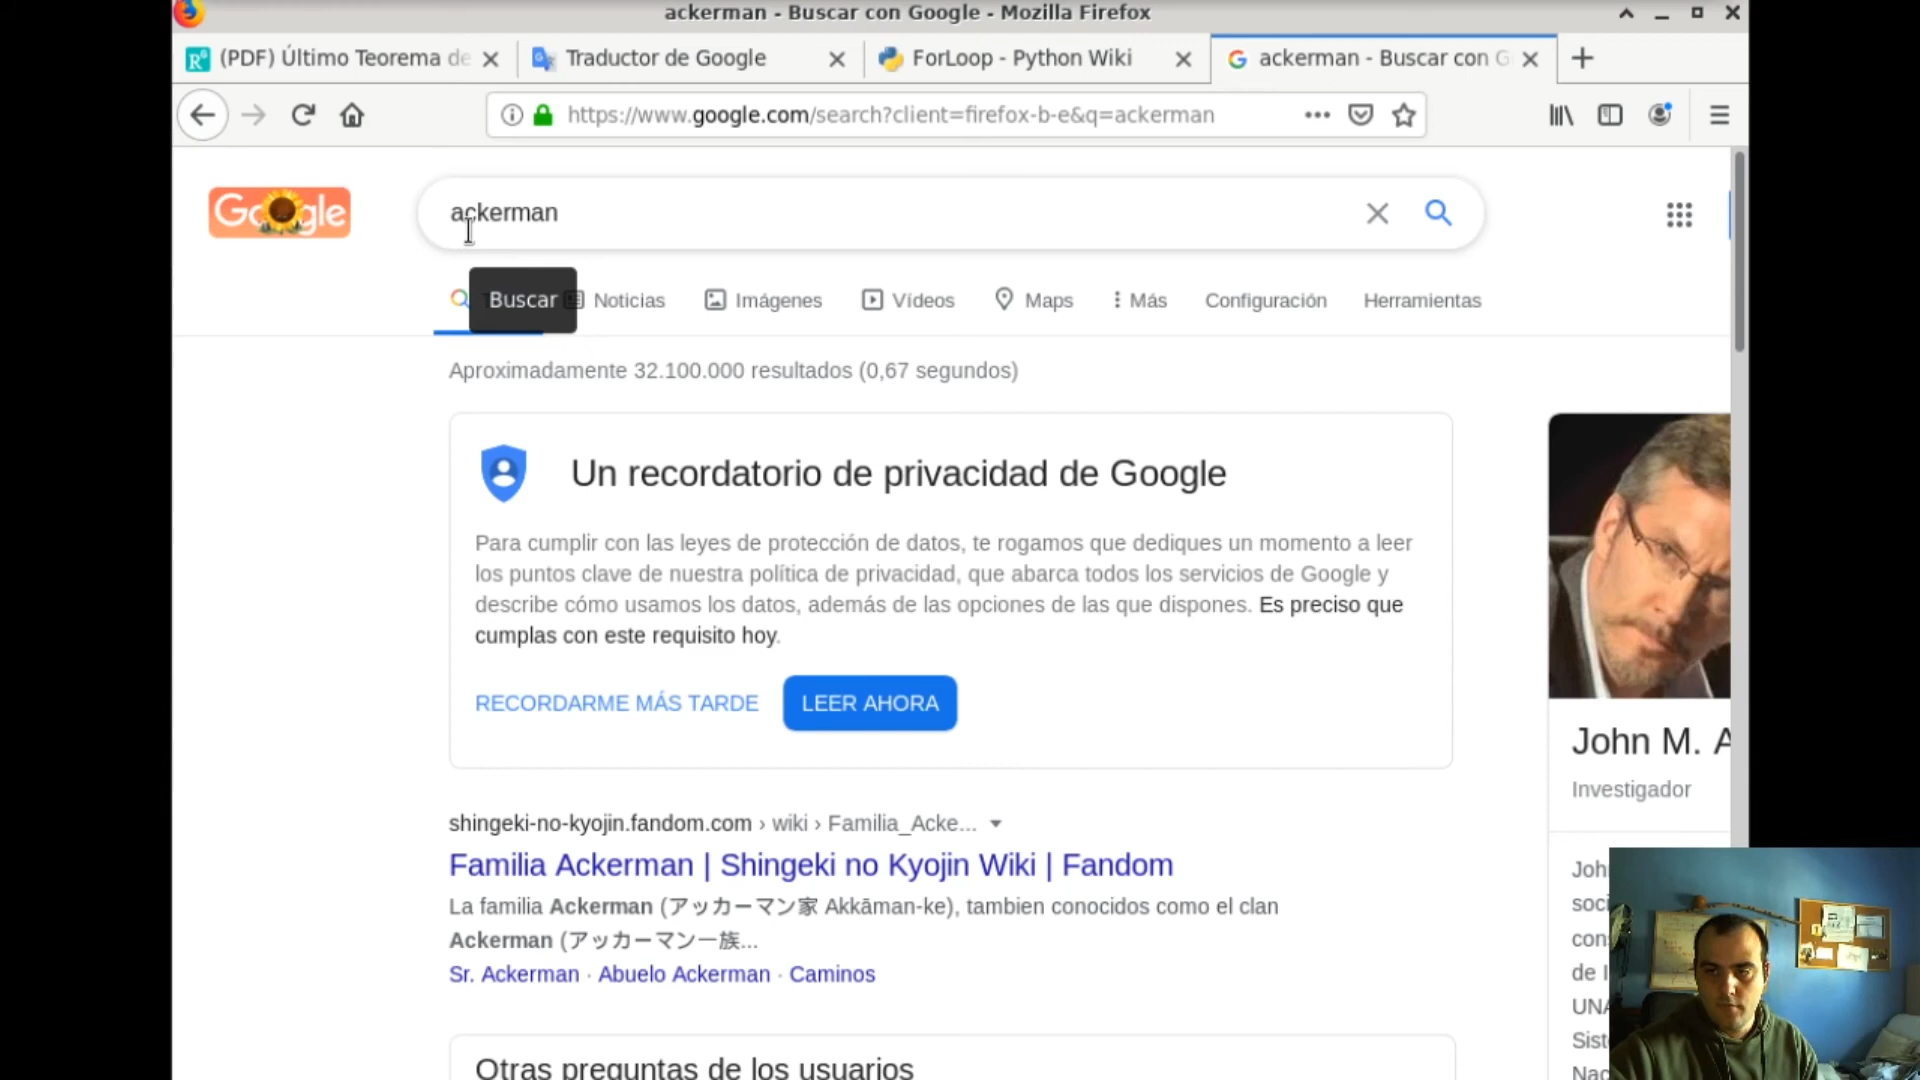 ackerman - Buscar con Google - Mozilla Firefox
(PDF) Último Teorema de
Traductor de Google
ForLoop - Python Wiki
ackerman - Buscar con G
https://www.google.com/search?client=firefox-b-e&q=ackerman
Google
ackerman
Buscar
Noticias
Imágenes
Vídeos
Maps
Más
Configuración
Herramientas
Aproximadamente 32.100.000 resultados (0,67 segundos)
Un recordatorio de privacidad de Google
Para cumplir con las leyes de protección de datos, te rogamos que dediques un momento a leer
los puntos clave de nuestra política de privacidad, que abarca todos los servicios de Google y
describe cómo usamos los datos, además de las opciones de las que dispones. Es preciso que
cumplas con este requisito hoy.
RECORDARME MÁS TARDE
LEER AHORA
shingeki-no-kyojin.fandom.com › wiki › Familia_Acke...
Familia Ackerman | Shingeki no Kyojin Wiki | Fandom
La familia Ackerman (アッカーマン家 Akkāman-ke), tambien conocidos como el clan
Ackerman (アッカーマン一族...
Sr. Ackerman · Abuelo Ackerman · Caminos
Otras preguntas de los usuarios
John M. A
Investigador
Joh
soci
con
de l
UNA
Sist
Nac